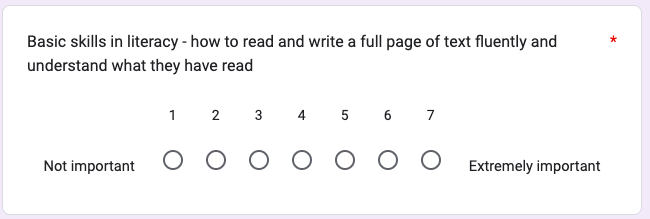 Basic skills in literacy - how to read and write a full page of text fluently and *
understand what they have read
1 2 3 4 5 6 7
Not important Extremely important